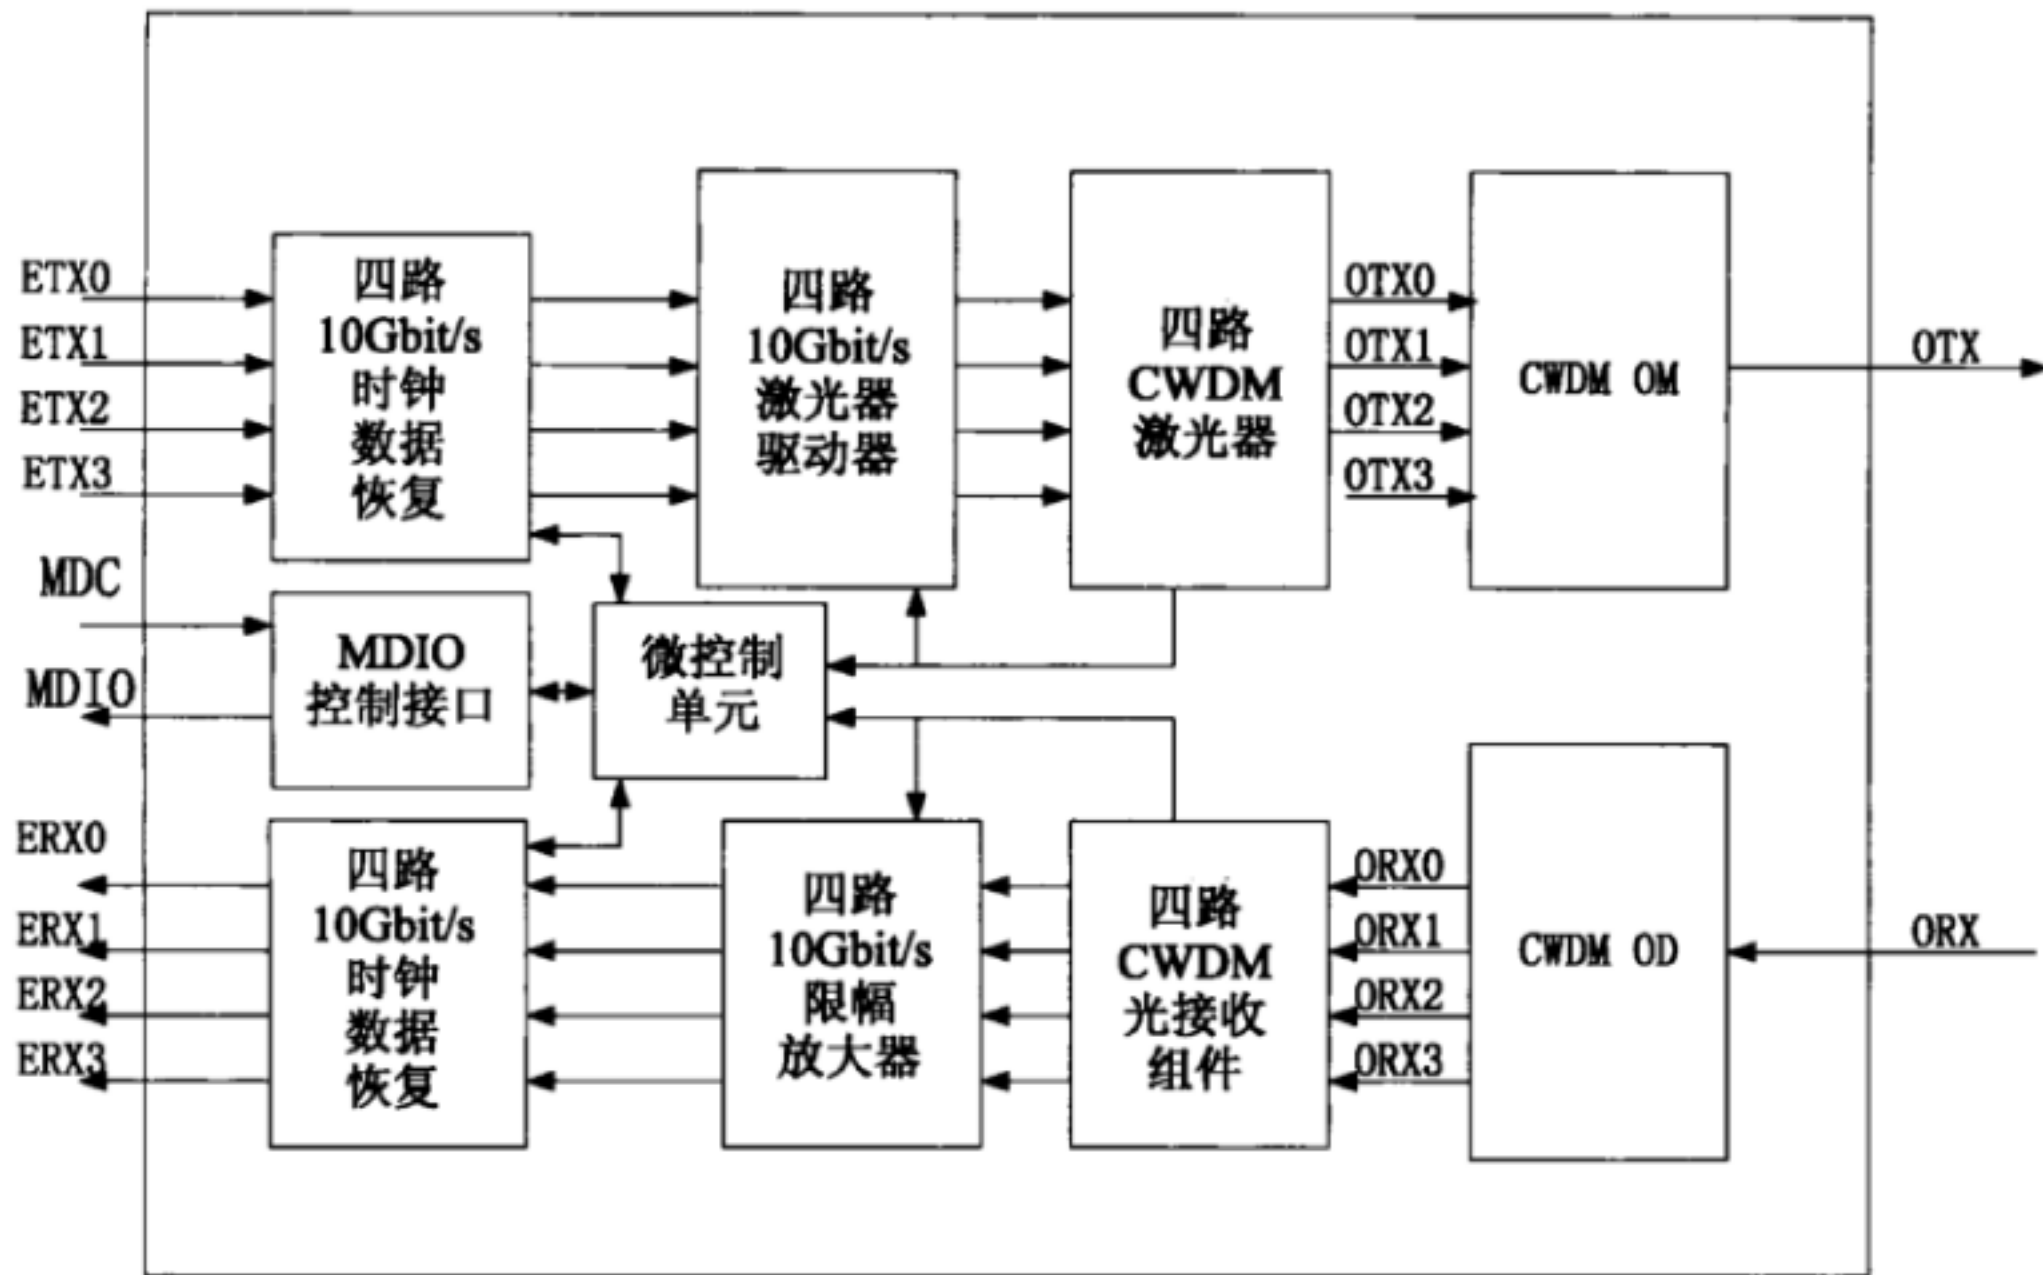 ETX0
ETX1
ETX2
ETX3
四路
10Gbit/s
时钟
数据
恢复
四路
10Gbit/s
激光器
驱动器
四路
CWDM
激光器
OTX0
OTX1
OTX2
OTX3
CWDM OM
OTX
MDC
MDIO
MDIO
控制接口
微控制
单元
ERX0
ERX1
ERX2
ERX3
四路
10Gbit/s
时钟
数据
恢复
四路
10Gbit/s
限幅
放大器
四路
CWDM
光接收
组件
ORX0
ORX1
ORX2
ORX3
CWDM OD
ORX